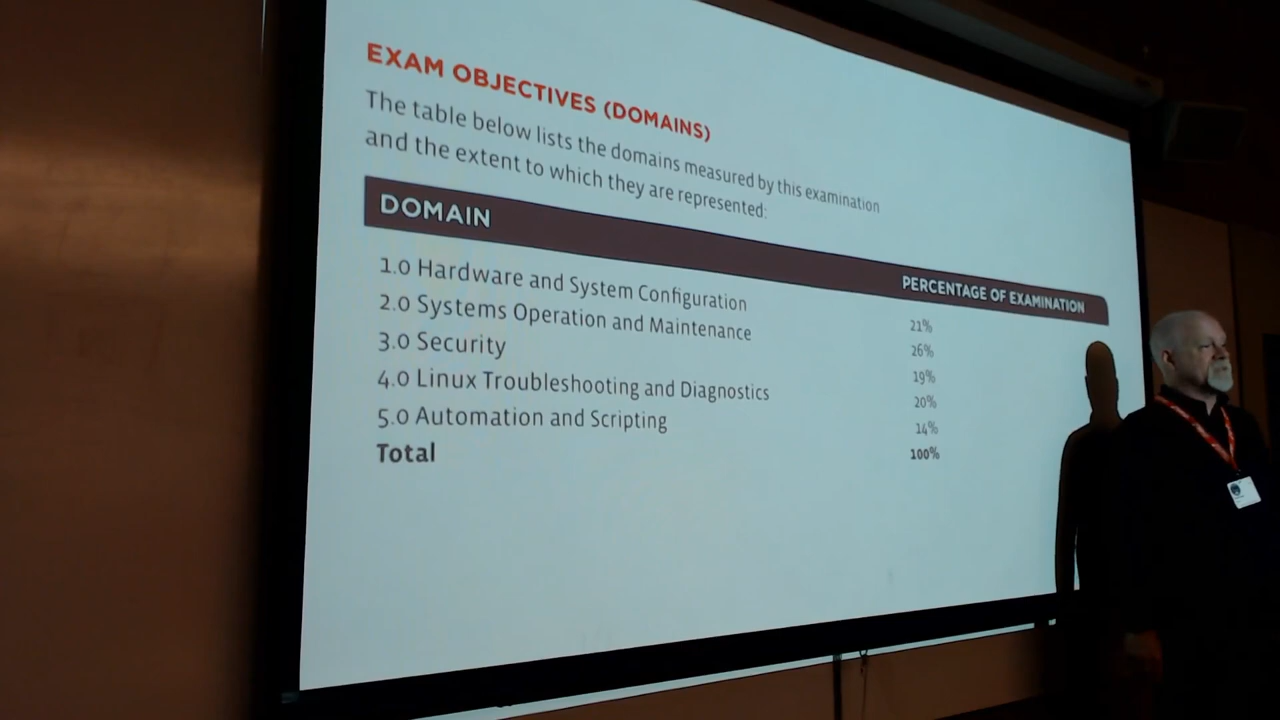 EXAM OBJECTIVES (DOMAINS)
The table below lists the domains measured by this examination
and the extent to which they are represented:
DOMAIN PERCENTAGE OF EXAMINATION
1.0 Hardware and System Configuration 21%
2.0 Systems Operation and Maintenance 26%
3.0 Security 19%
4.0 Linux Troubleshooting and Diagnostics 20%
5.0 Automation and Scripting 14%
Total 100%